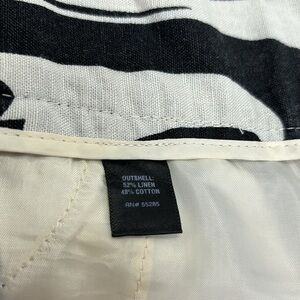 OUTSHELL:
52% LINEN
48% COTTON
RN# 55285